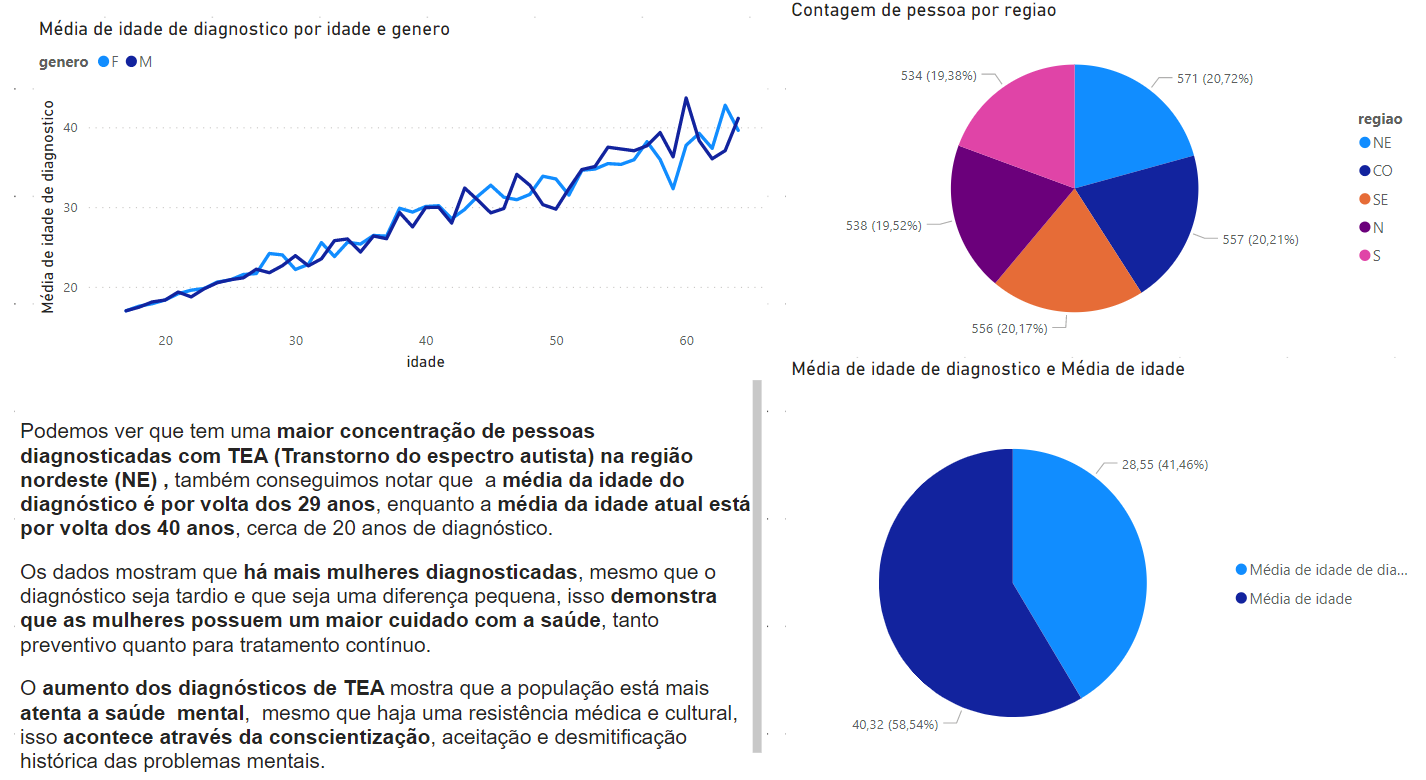 Média de idade de diagnostico por idade e genero
genero F M
Média de idade de diagnostico
40
30
20
20 30 40 50 60
idade
Contagem de pessoa por regiao
534 (19,38%)
571 (20,72%)
538 (19,52%)
557 (20,21%)
556 (20,17%)
regiao
NE
CO
SE
N
S
Podemos ver que tem uma maior concentração de pessoas
diagnosticadas com TEA (Transtorno do espectro autista) na região
nordeste (NE) , também conseguimos notar que a média da idade do
diagnóstico é por volta dos 29 anos, enquanto a média da idade atual está
por volta dos 40 anos, cerca de 20 anos de diagnóstico.
Os dados mostram que há mais mulheres diagnosticadas, mesmo que o
diagnóstico seja tardio e que seja uma diferença pequena, isso demonstra
que as mulheres possuem um maior cuidado com a saúde, tanto
preventivo quanto para tratamento contínuo.
O aumento dos diagnósticos de TEA mostra que a população está mais
atenta a saúde mental, mesmo que haja uma resistência médica e cultural,
isso acontece através da conscientização, aceitação e desmitificação
histórica das problemas mentais.
Média de idade de diagnostico e Média de idade
28,55 (41,46%)
40,32 (58,54%)
Média de idade de dia...
Média de idade